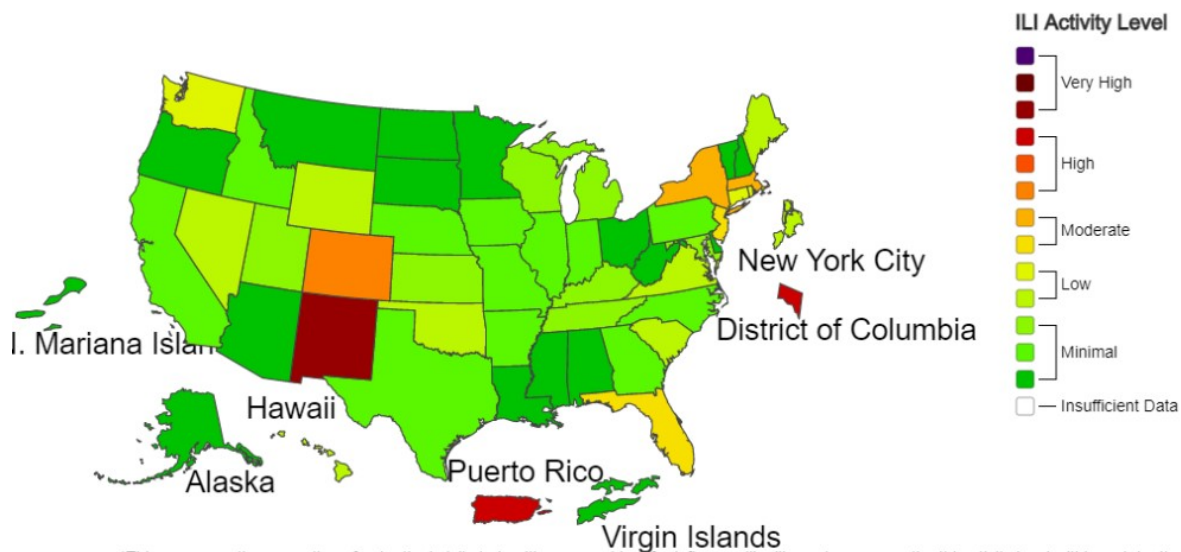 ILI Activity Level
Very High
High
Moderate
Low
Minimal
Insufficient Data
New York City
District of Columbia
Mariana
Hawaii
Alaska
Puerto Rico
Virgin Islands